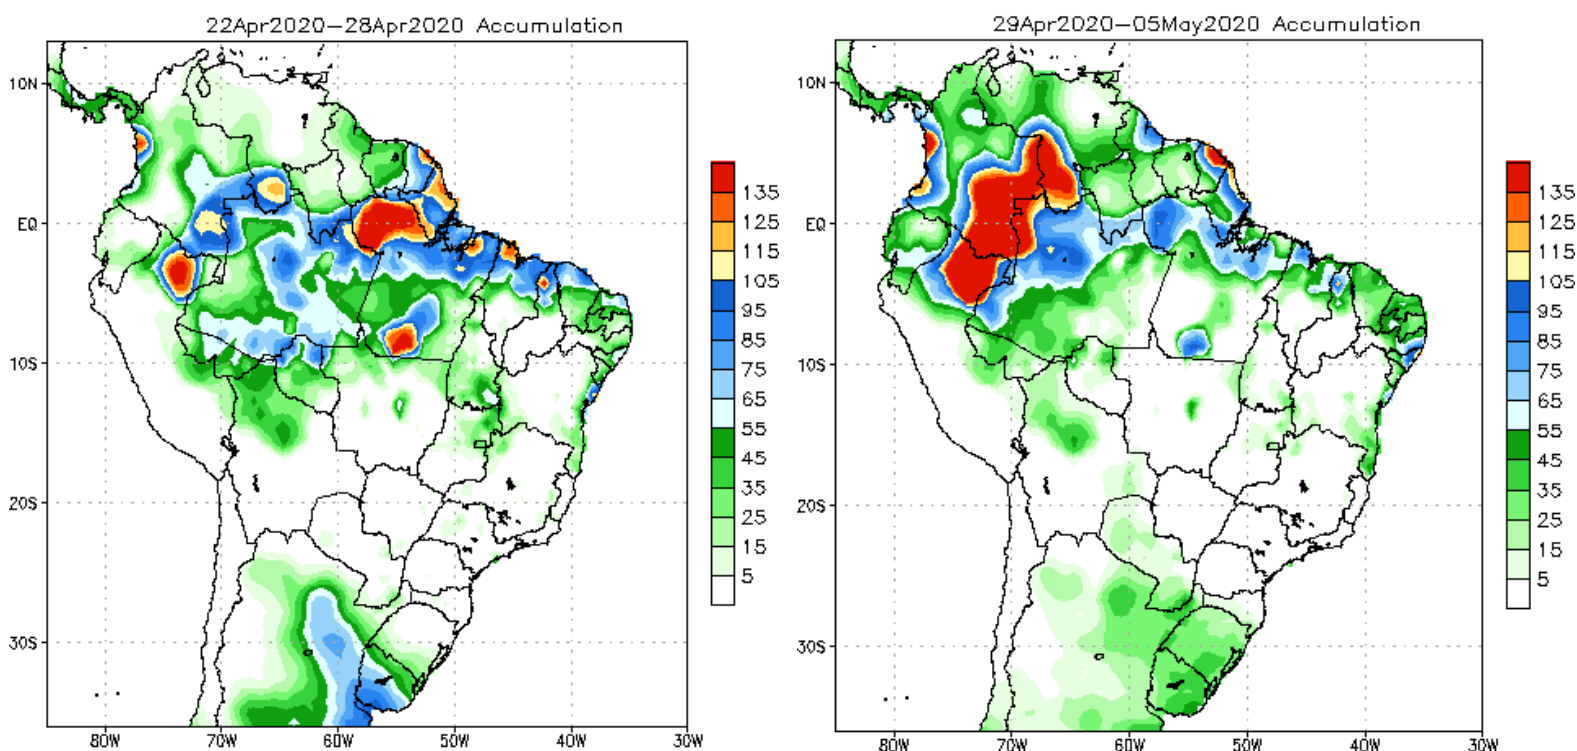 22Apr2020–28Apr2020 Accumulation
10N
EQ
10S
20S
30S
80W
70W
60W
50W
40W
30W
135
125
115
105
95
85
75
65
55
45
35
25
15
5
29Apr2020–05May2020 Accumulation
10N
EQ
10S
20S
30S
80W
70W
60W
50W
40W
30W
135
125
115
105
95
85
75
65
55
45
35
25
15
5